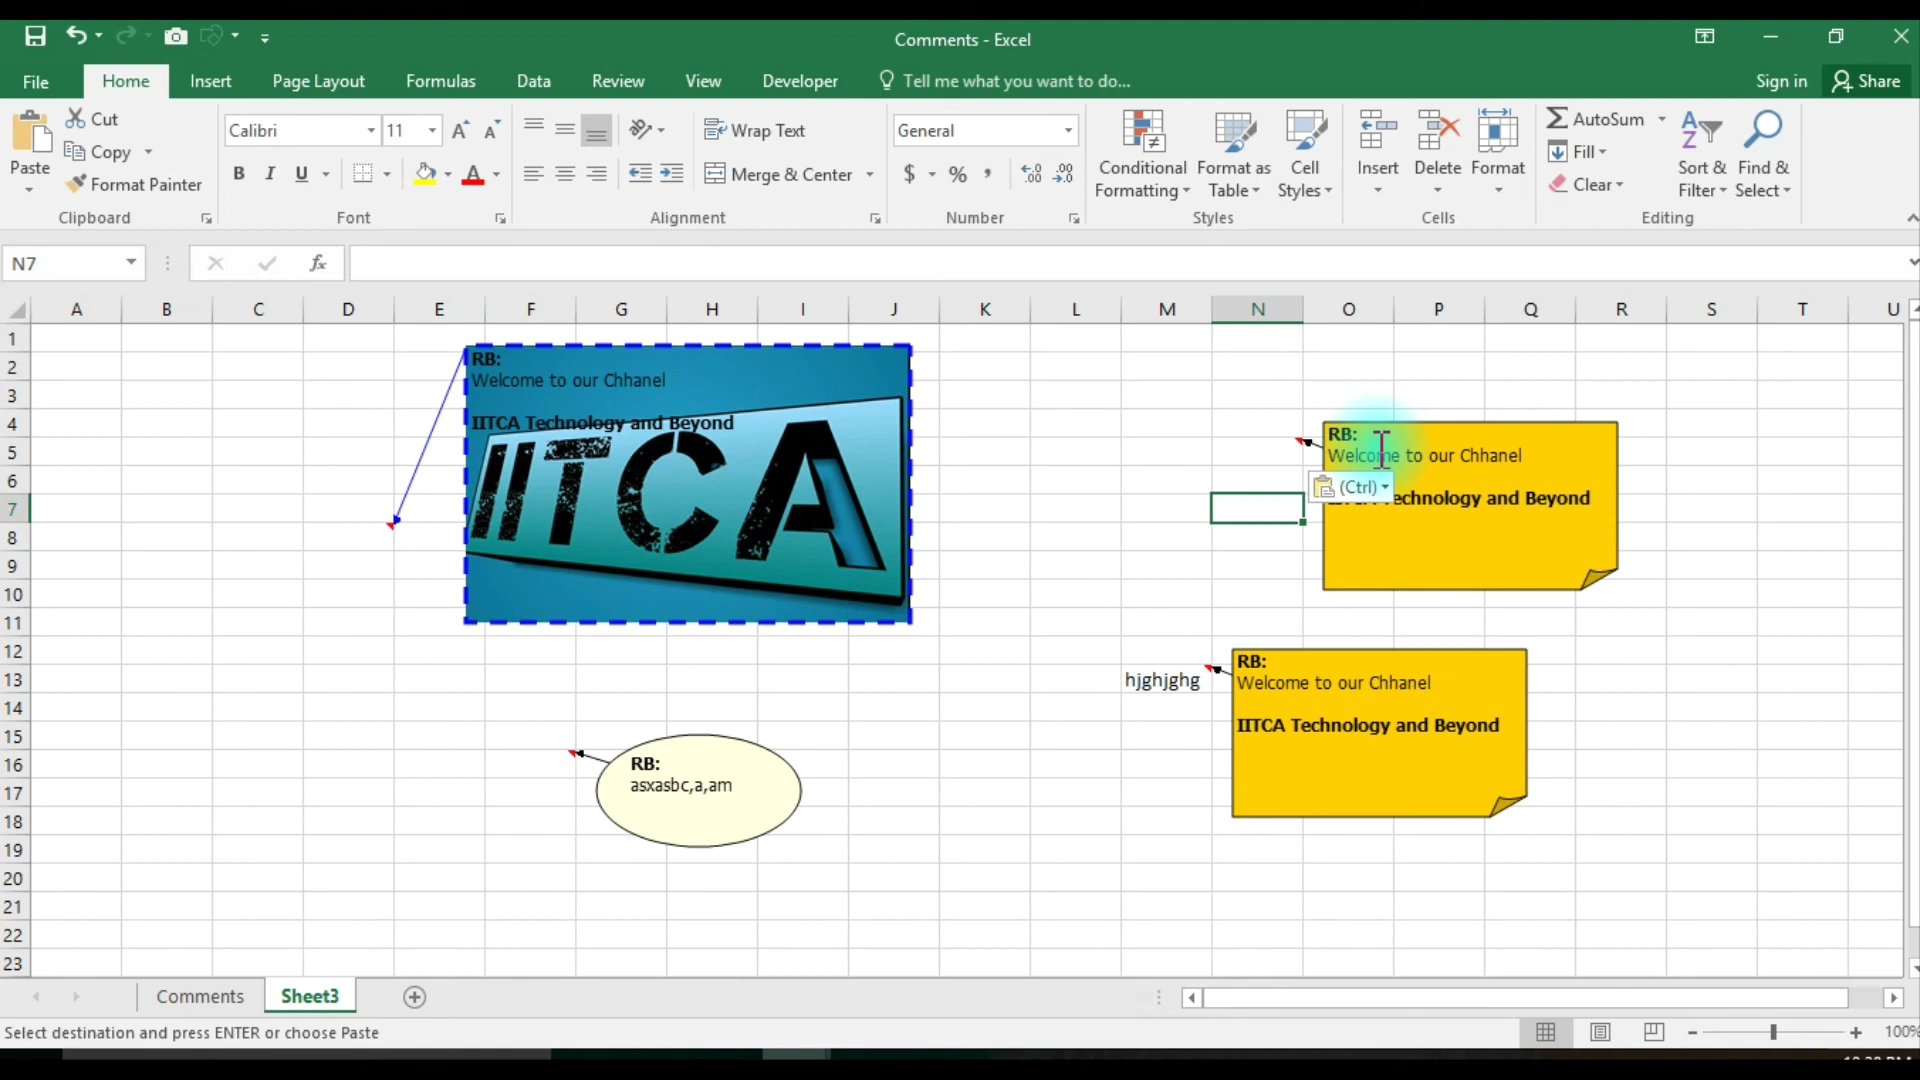 Comments - Excel
File
Home
Insert
Page Layout
Formulas
Data
Review
View
Developer
Tell me what you want to do...
Sign in
Share
Paste
Cut
Copy
Format Painter
Clipboard
Calibri
11
B I U
Font
Wrap Text
Merge & Center
Alignment
General
$ % ,
Number
Conditional Formatting
Format as Table
Cell Styles
Styles
Insert
Delete
Format
Cells
AutoSum
Fill
Clear
Sort & Filter
Find & Select
Editing
N7
fx
A B C D E F G H I J K L M N O P Q R S T U
1
2
3
4
5
6
7
8
9
10
11
12
13
14
15
16
17
18
19
20
21
22
23
RB:
Welcome to our Chhanel
IITCA Technology and Beyond
IITCA
RB:
Welcome to our Chhanel
(Ctrl)
Technology and Beyond
hjghjghg
RB:
Welcome to our Chhanel
IITCA Technology and Beyond
RB:
asxasbc,a,am
Comments
Sheet3
Select destination and press ENTER or choose Paste
100%